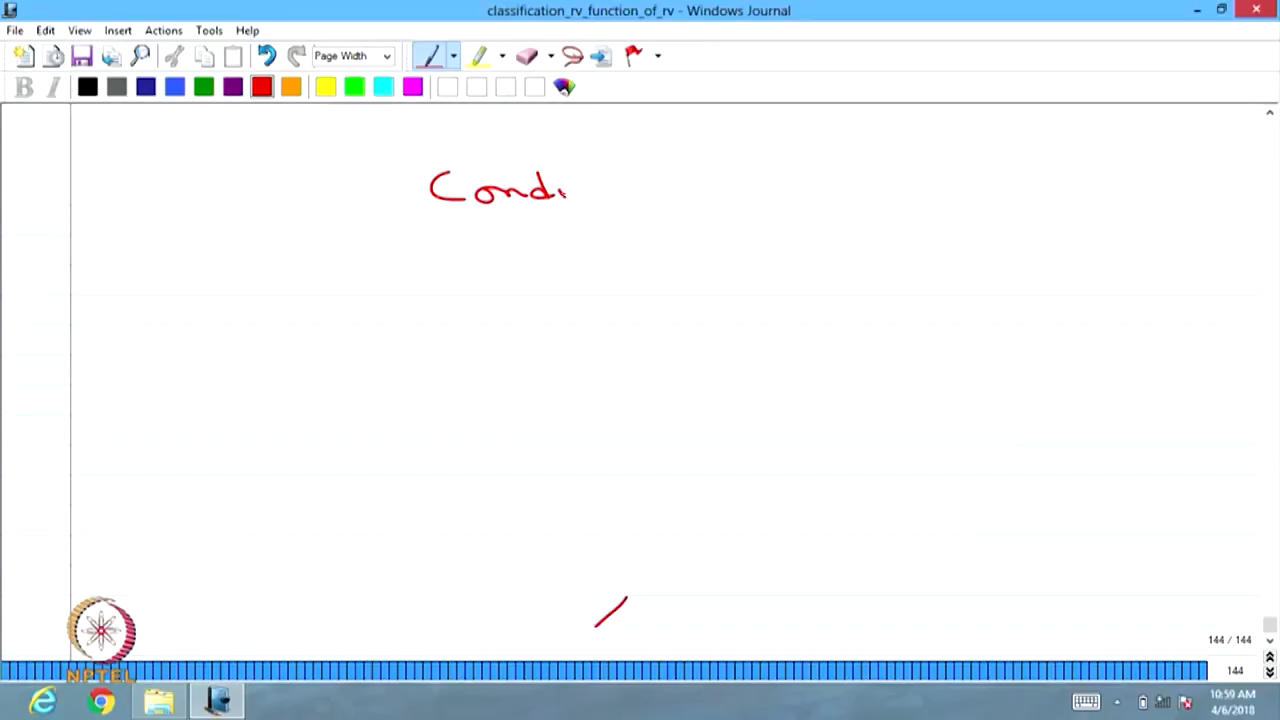 classification_rv_function_of_rv - Windows Journal
File Edit View Insert Actions Tools Help
Page Width
B I
Condi
144 / 144
144
NPTEL
10:59 AM
4/6/2018